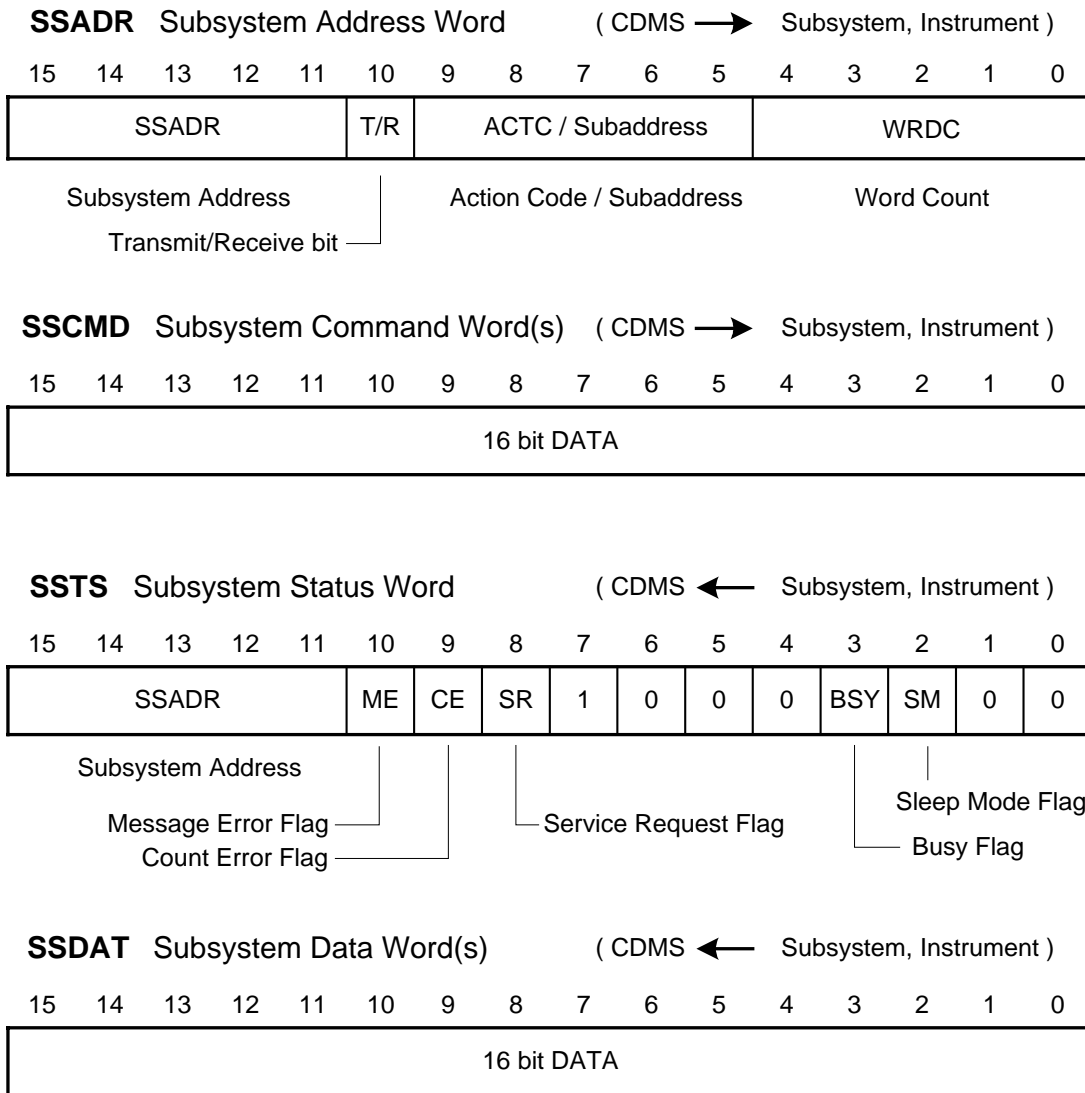 SSADR Subsystem Address Word ( CDMS Subsystem, Instrument )
15 14 13 12 11 10 9 8 7 6 5 4 3 2 1 0
SSADR T/R ACTC / Subaddress WRDC
Subsystem Address Action Code / Subaddress Word Count
Transmit/Receive bit
SSCMD Subsystem Command Word(s) ( CDMS Subsystem, Instrument )
15 14 13 12 11 10 9 8 7 6 5 4 3 2 1 0
16 bit DATA
SSTS Subsystem Status Word ( CDMS Subsystem, Instrument )
15 14 13 12 11 10 9 8 7 6 5 4 3 2 1 0
SSADR ME CE SR 1 0 0 0 BSY SM 0 0
Subsystem Address
Sleep Mode Flag
Message Error Flag Service Request Flag
Busy Flag
Count Error Flag
SSDAT Subsystem Data Word(s) ( CDMS Subsystem, Instrument )
15 14 13 12 11 10 9 8 7 6 5 4 3 2 1 0
16 bit DATA